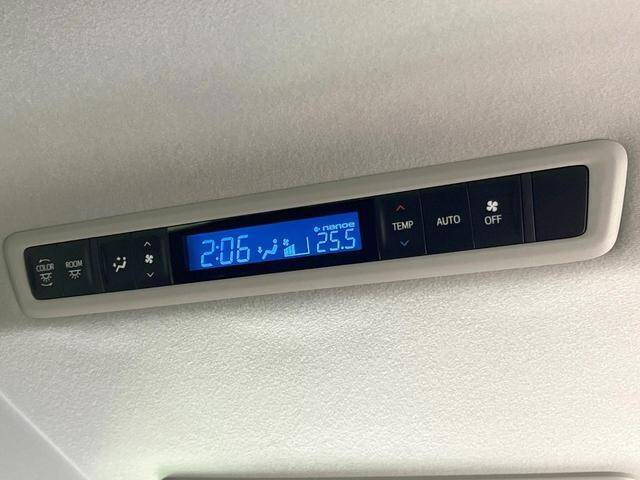 COLOR
ROOM
2:06
nanoe
25.5
TEMP
AUTO
OFF